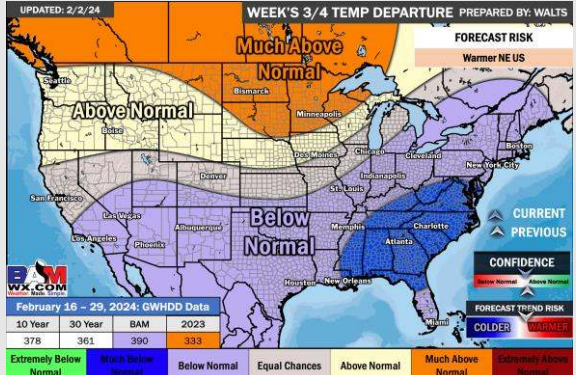 UPDATED: 2/2/24
WEEK'S 3/4 TEMP DEPARTURE PREPARED BY: WALTS
FORECAST RISK
Warmer NE US
Much Above
Normal
Seattle
Bismarck
Above Normal
Minneapolis
Boise
Boston
Des Moines
Chicago
Cleveland
New York City
Denver
Indianapolis
San Francisco
St. Louis
Las Vegas
Below
Normal
CURRENT
PREVIOUS
Los Angeles
Albuquerque
Memphis
Charlotte
Phoenix
Atlanta
CONFIDENCE
Below Normal
Above Normal
BAM
WX.COM
Weather Made Simple.
Houston
New Orleans
February 16 – 29, 2024: GWHDD Data
FORECAST TREND RISK
COLDER
WARMER
Miami
10 Year 30 Year BAM 2023
378 361 390 333
Extremely Below Normal
Much Below Normal
Below Normal
Equal Chances
Above Normal
Much Above Normal
Extremely Above Normal